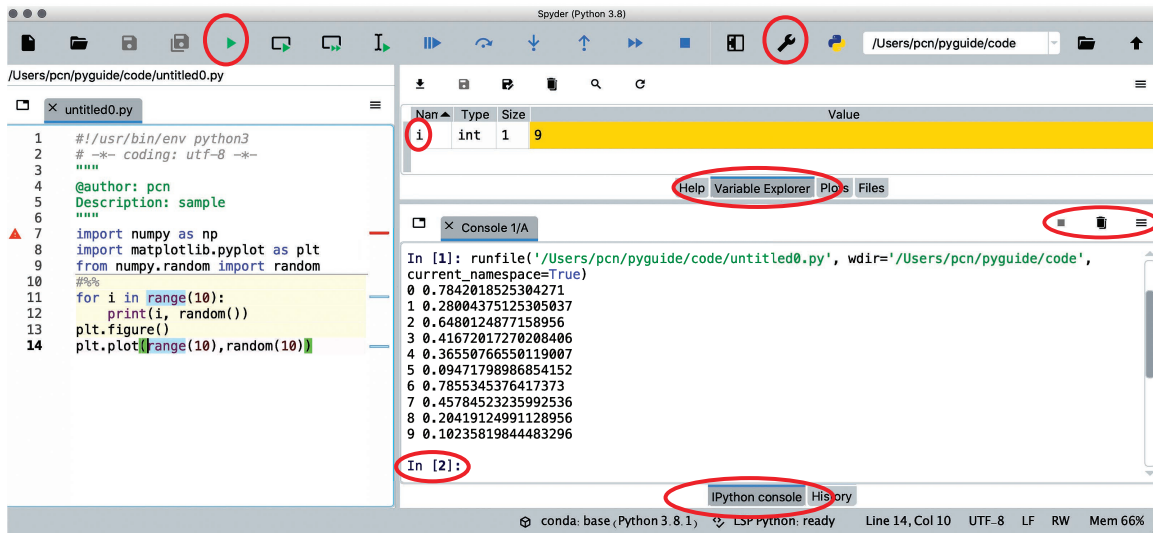 Spyder (Python 3.8)
/Users/pcn/pyguide/code
/Users/pcn/pyguide/code/untitled0.py
untitled0.py
1 #!/usr/bin/env python3
2 # -*- coding: utf-8 -*-
3 """
4 @author: pcn
5 Description: sample
6 """
7 import numpy as np
8 import matplotlib.pyplot as plt
9 from numpy.random import random
10 #%%
11 for i in range(10):
12     print(i, random())
13 plt.figure()
14 plt.plot(range(10),random(10))
Nan Type Size Value
i int 1 9
Help Variable Explorer Plots Files
Console 1/A
In [1]: runfile('/Users/pcn/pyguide/code/untitled0.py', wdir='/Users/pcn/pyguide/code',
current_namespace=True)
0 0.7842018525304271
1 0.28004375125305037
2 0.6480124877158956
3 0.41672017270208406
4 0.36550766550119007
5 0.09471798986854152
6 0.7855345376417373
7 0.45784523235992536
8 0.20419124991128956
9 0.10235819844483296
In [2]:
IPython console History
conda: base (Python 3.8.1) LSP Python: ready Line 14, Col 10 UTF-8 LF RW Mem 66%